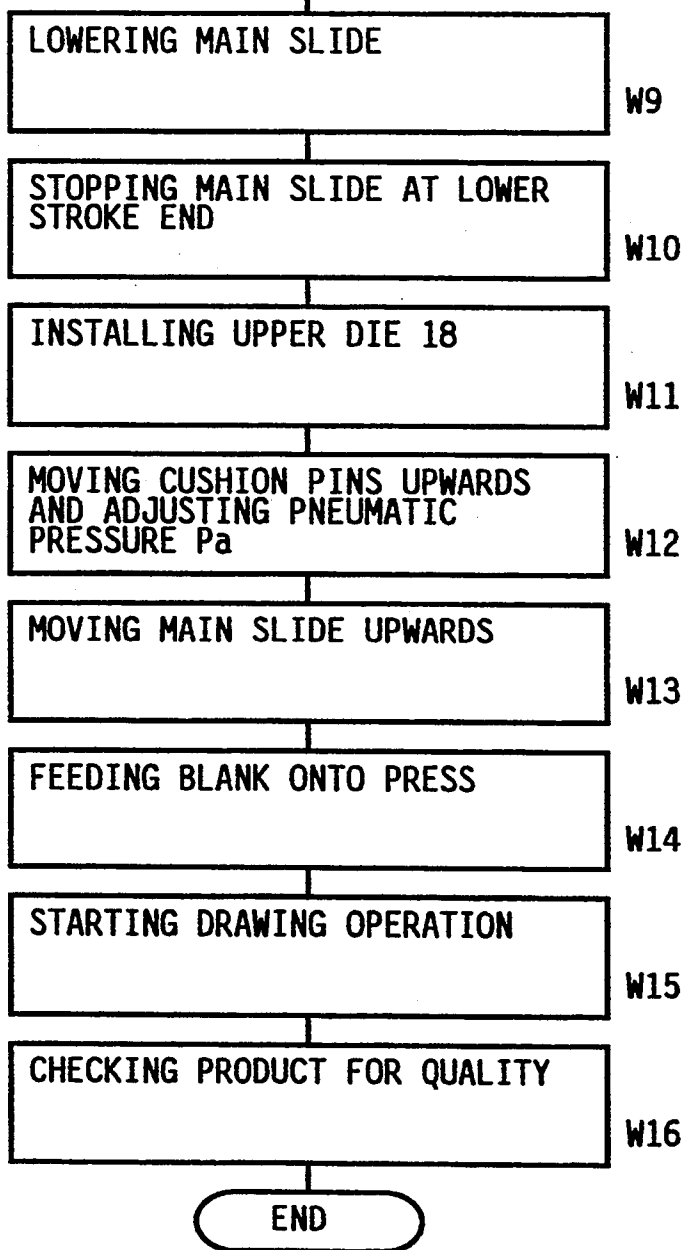 LOWERING MAIN SLIDE
W9
STOPPING MAIN SLIDE AT LOWER
STROKE END
W10
INSTALLING UPPER DIE 18
W11
MOVING CUSHION PINS UPWARDS
AND ADJUSTING PNEUMATIC
PRESSURE Pa
W12
MOVING MAIN SLIDE UPWARDS
W13
FEEDING BLANK ONTO PRESS
W14
STARTING DRAWING OPERATION
W15
CHECKING PRODUCT FOR QUALITY
W16
END